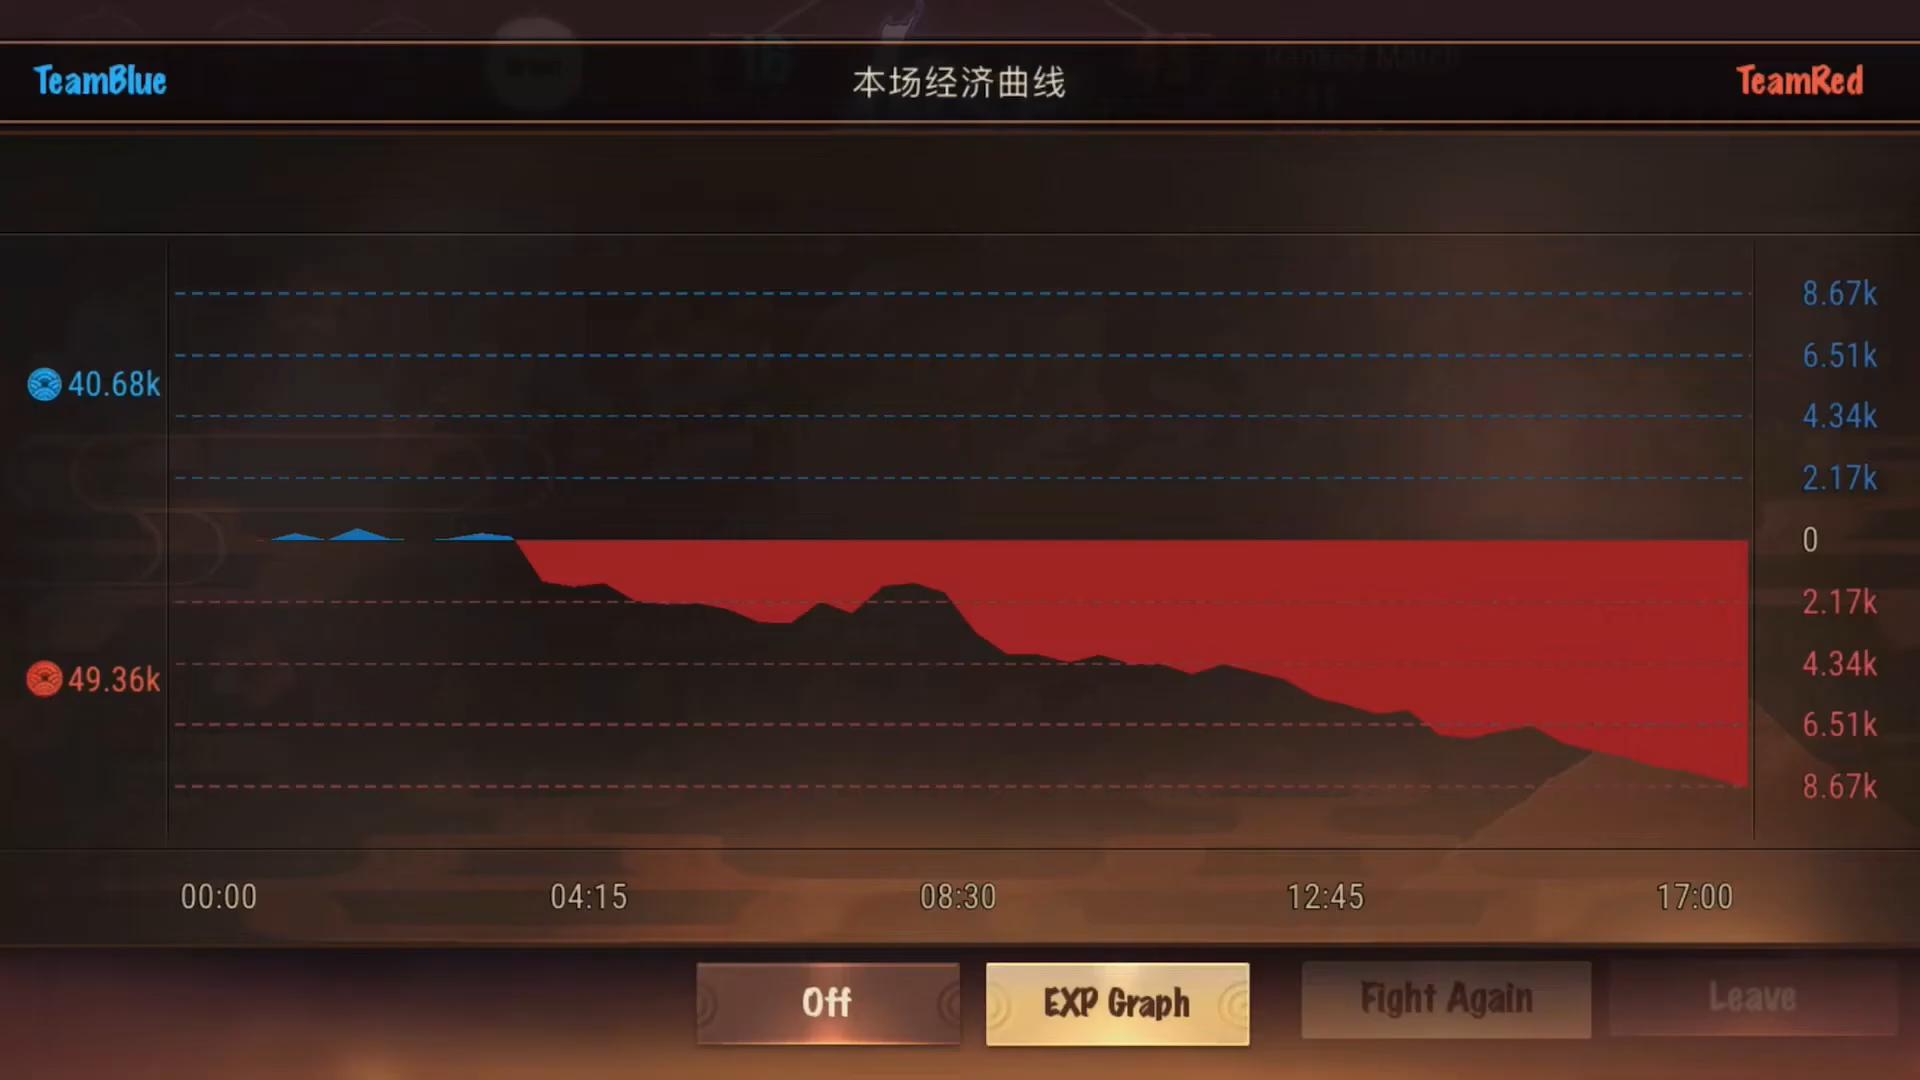 TeamBlue
本场经济曲线
TeamRed
8.67k
6.51k
40.68k
4.34k
2.17k
0
2.17k
49.36k
4.34k
6.51k
8.67k
00:00
04:15
08:30
12:45
17:00
Off
EXP Graph
Fight Again
Leave